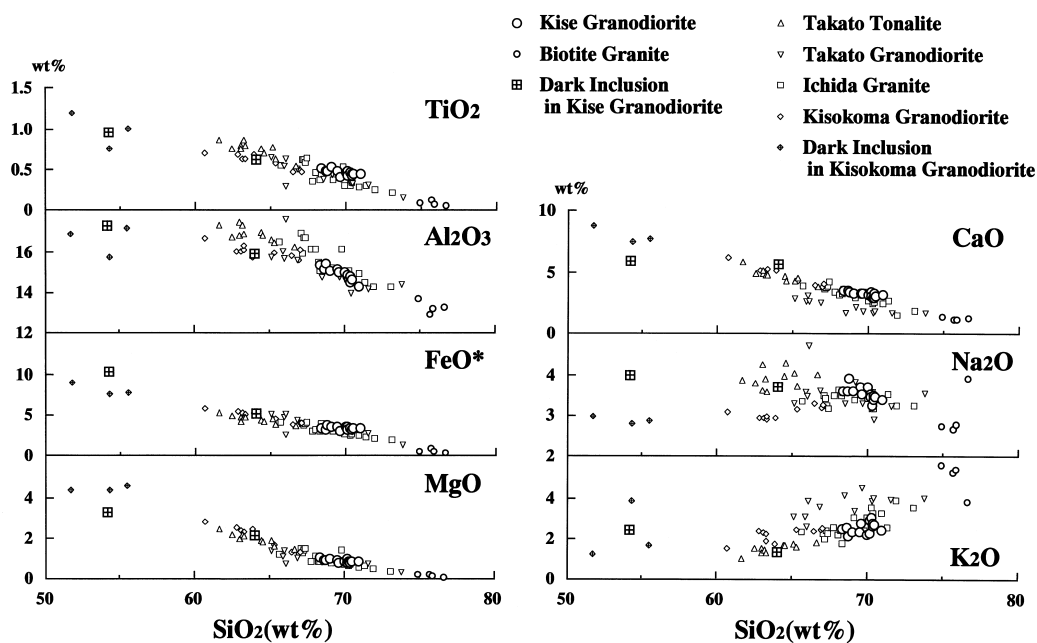 Kise Granodiorite
Biotite Granite
Dark Inclusion
in Kise Granodiorite
Takato Tonalite
Takato Granodiorite
Ichida Granite
Kisokoma Granodiorite
Dark Inclusion
in Kisokoma Granodiorite
wt%
1.5
1.0
0.5
0
TiO2
16
14
12
Al2O3
10
5
0
FeO*
4
2
0
MgO
50
60
70
80
SiO2(wt%)
wt%
10
5
0
CaO
4
3
2
Na2O
4
2
0
K2O
50
60
70
80
SiO2(wt%)